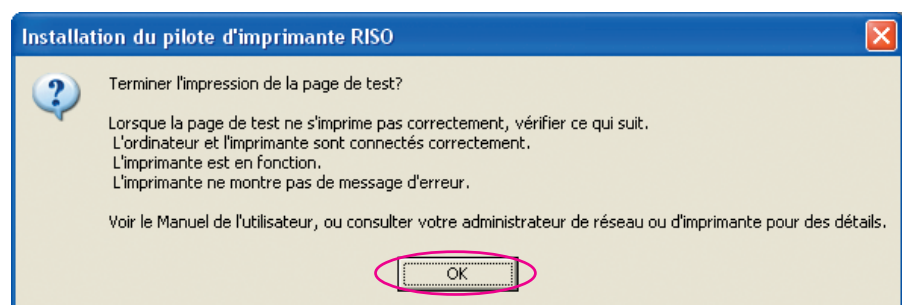 Installation du pilote d'imprimante RISO
Terminer l'impression de la page de test?
Lorsque la page de test ne s'imprime pas correctement, vérifier ce qui suit.
L'ordinateur et l'imprimante sont connectés correctement.
L'imprimante est en fonction.
L'imprimante ne montre pas de message d'erreur.
Voir le Manuel de l'utilisateur, ou consulter votre administrateur de réseau ou d'imprimante pour des détails.
OK